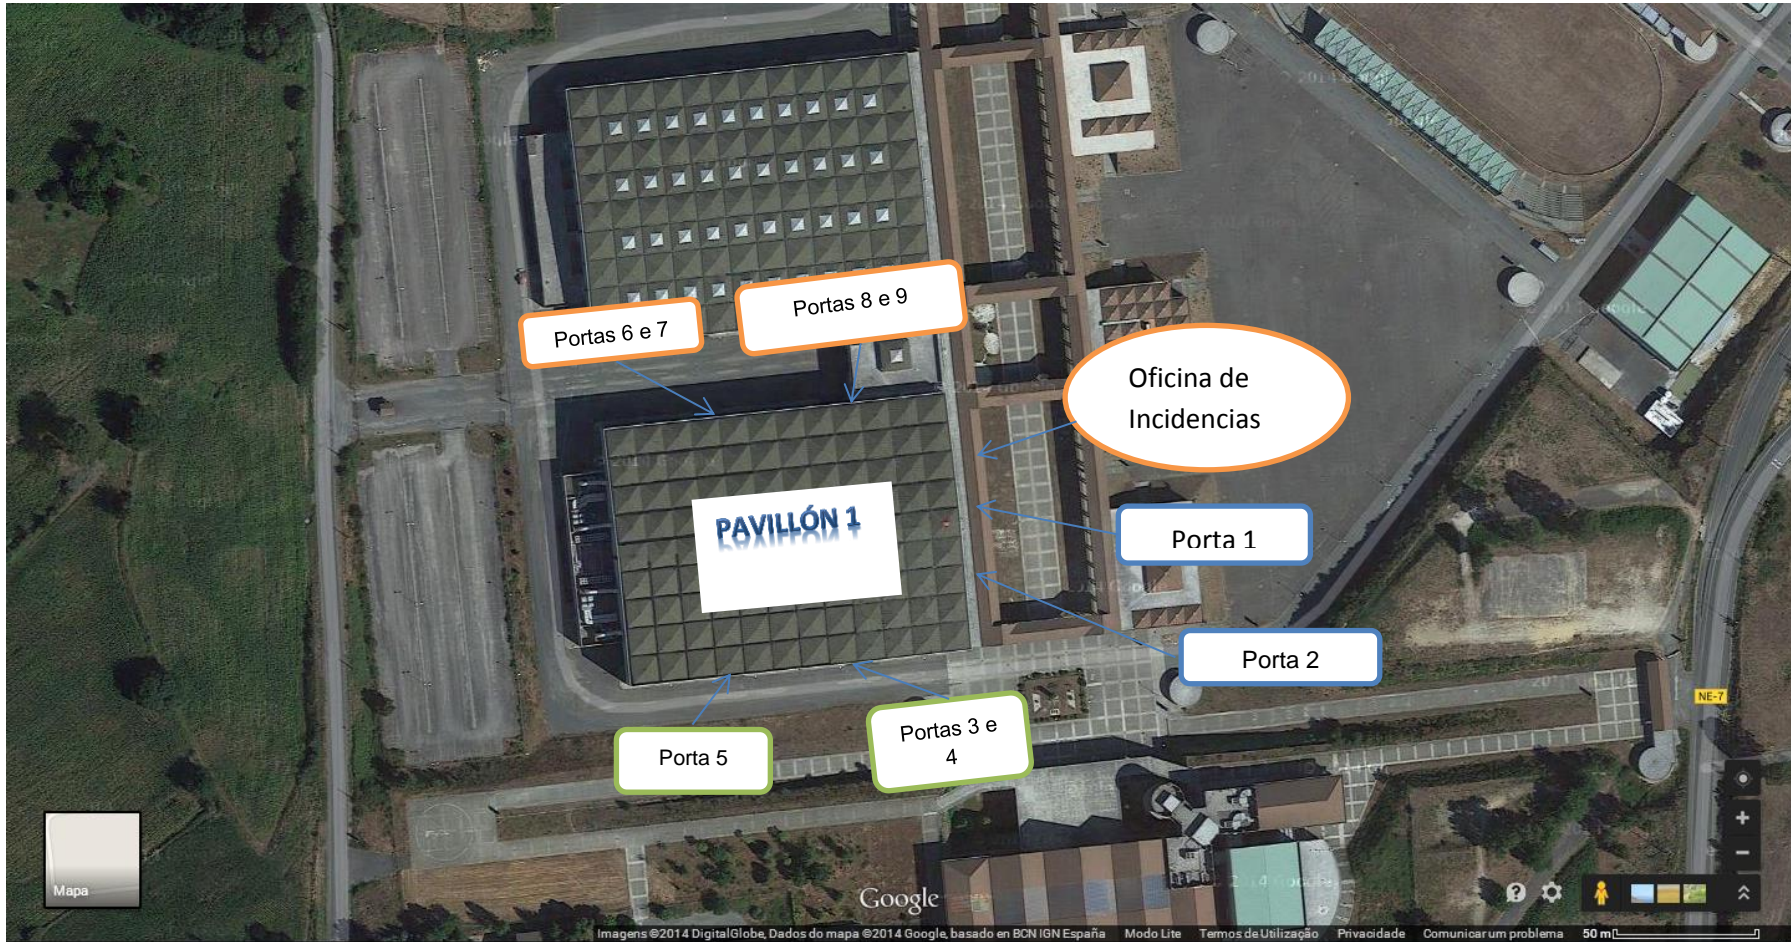 Portas 8 e 9
Portas 6 e 7
Oficina de
Incidencias
PAVILLÓN 1
Porta 1
Porta 2
NE-7
Portas 3 e
4
Porta 5
Mapa
Google
Imagens ©2014 DigitalGlobe, Dados do mapa ©2014 Google, basado en BCN IGN España
Modo Lite
Termos de Utilização
Privacidade
Comunicar um problema
50 m